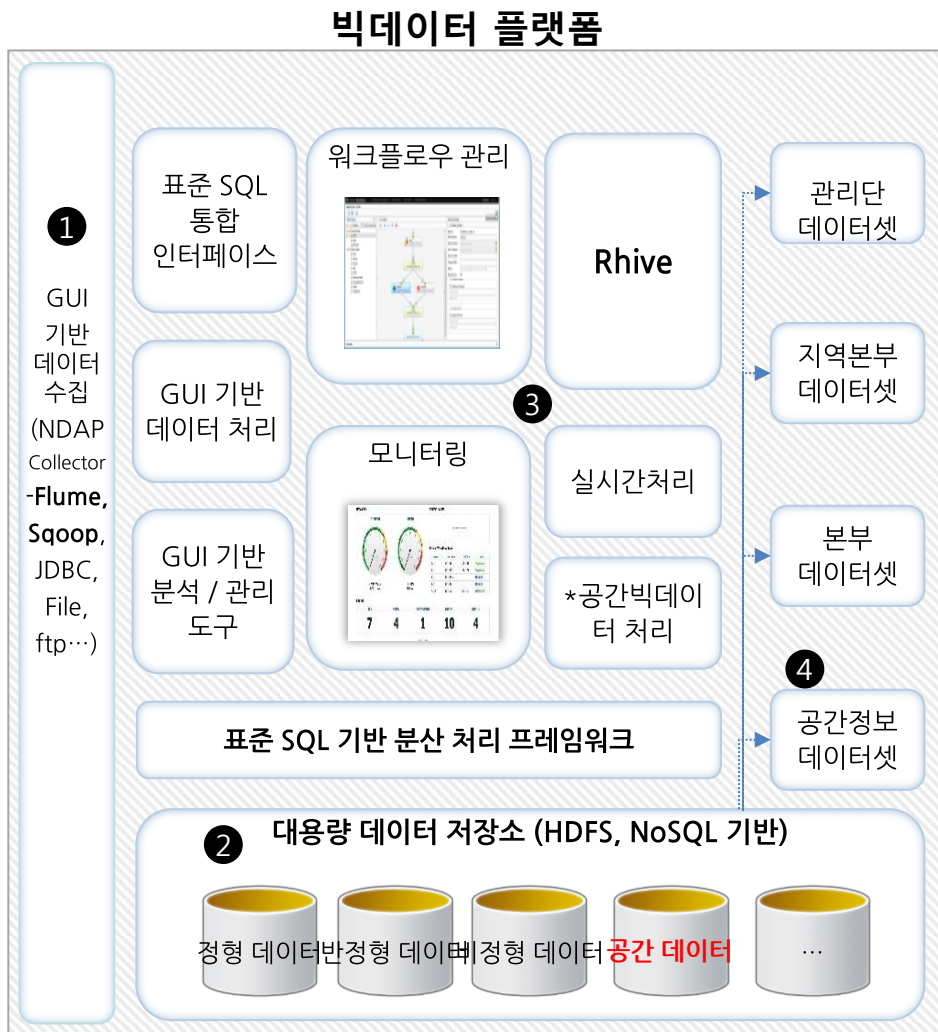 빅데이터 플랫폼
1
GUI
기반
데이터
수집
(NDAP
Collector
-Flume,
Sqoop,
JDBC,
File,
ftp…)
표준 SQL
통합
인터페이스
GUI 기반
데이터 처리
GUI 기반
분석 / 관리
도구
워크플로우 관리
모니터링
7 4 1 10 4
3
Rhive
실시간처리
*공간빅데이
터 처리
표준 SQL 기반 분산 처리 프레임워크
관리단
데이터셋
지역본부
데이터셋
본부
데이터셋
4
공간정보
데이터셋
2
대용량 데이터 저장소 (HDFS, NoSQL 기반)
정형 데이터
반정형 데이터
비정형 데이터
공간 데이터
…